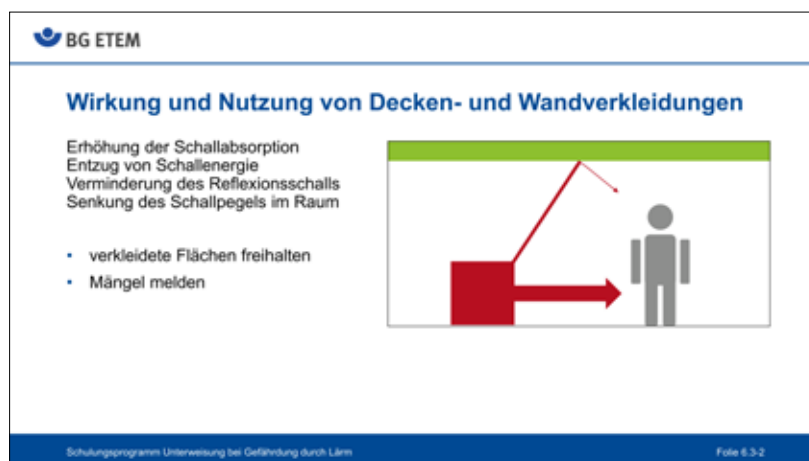 BG ETEM
Wirkung und Nutzung von Decken- und Wandverkleidungen
Erhöhung der Schallabsorption
Entzug von Schallenergie
Verminderung des Reflexionsschalls
Senkung des Schallpegels im Raum
• verkleidete Flächen freihalten
• Mängel melden
Schulungsprogramm Unterweisung bei Gefährdung durch Lärm
Folie 6.3-2